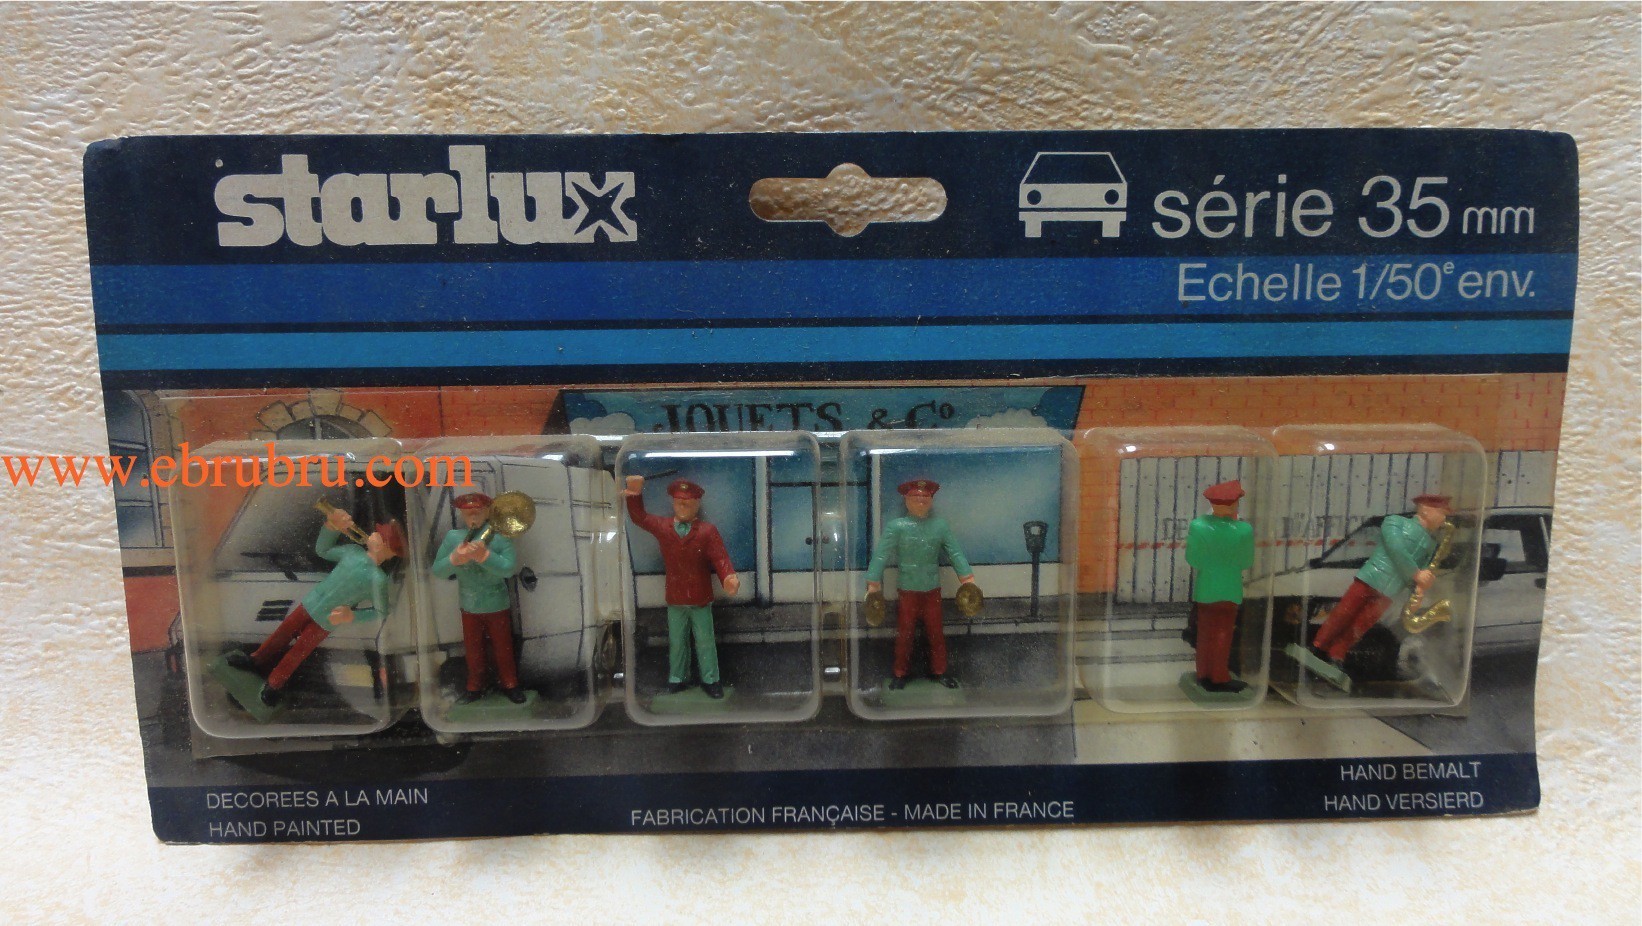 starlux
série 35 mm
Echelle 1/50e env.
JOUETS & Co
www.ebrubru.com
DECOREES A LA MAIN
HAND PAINTED
FABRICATION FRANÇAISE - MADE IN FRANCE
HAND BEMALT
HAND VERSIERD